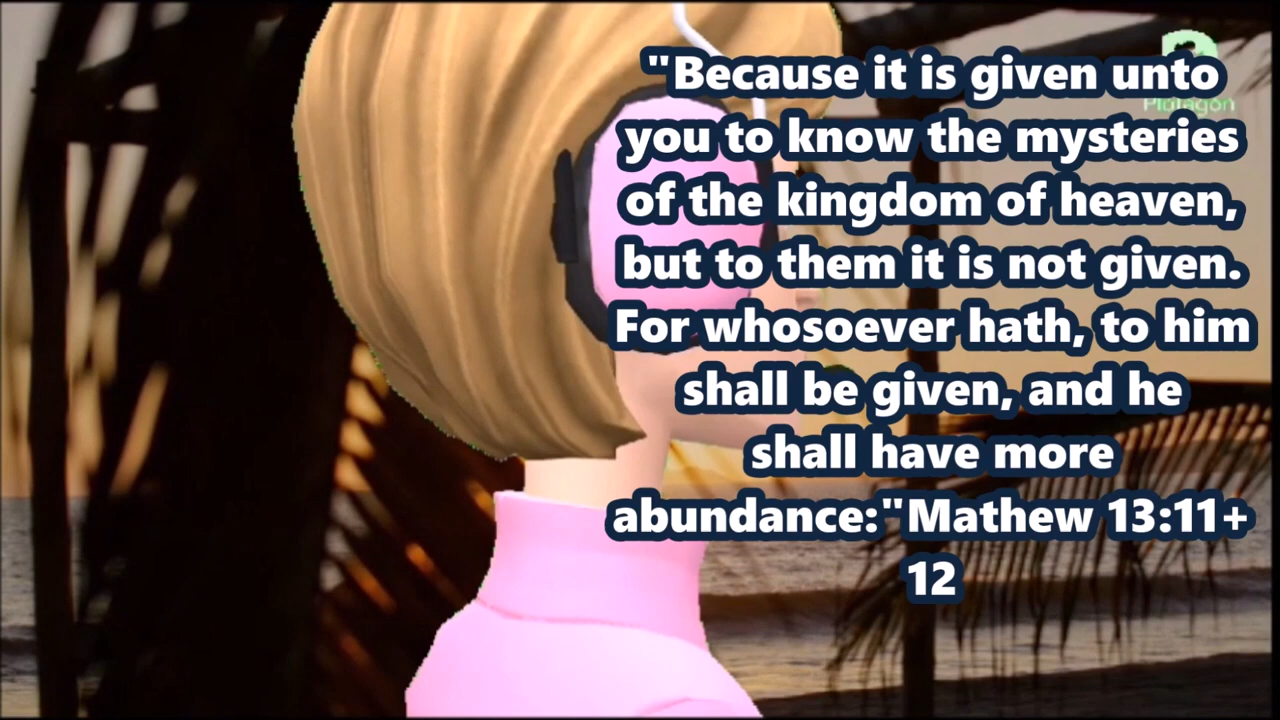 Plotagon
"Because it is given unto
you to know the mysteries
of the kingdom of heaven,
but to them it is not given.
For whosoever hath, to him
shall be given, and he
shall have more
abundance:"Mathew 13:11+
12